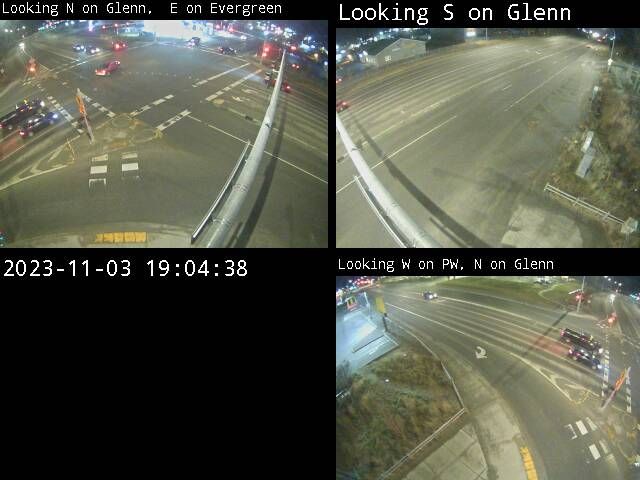 Looking N on Glenn,  E on Evergreen
Looking S on Glenn
2023-11-03 19:04:38
Looking W on PW, N on Glenn